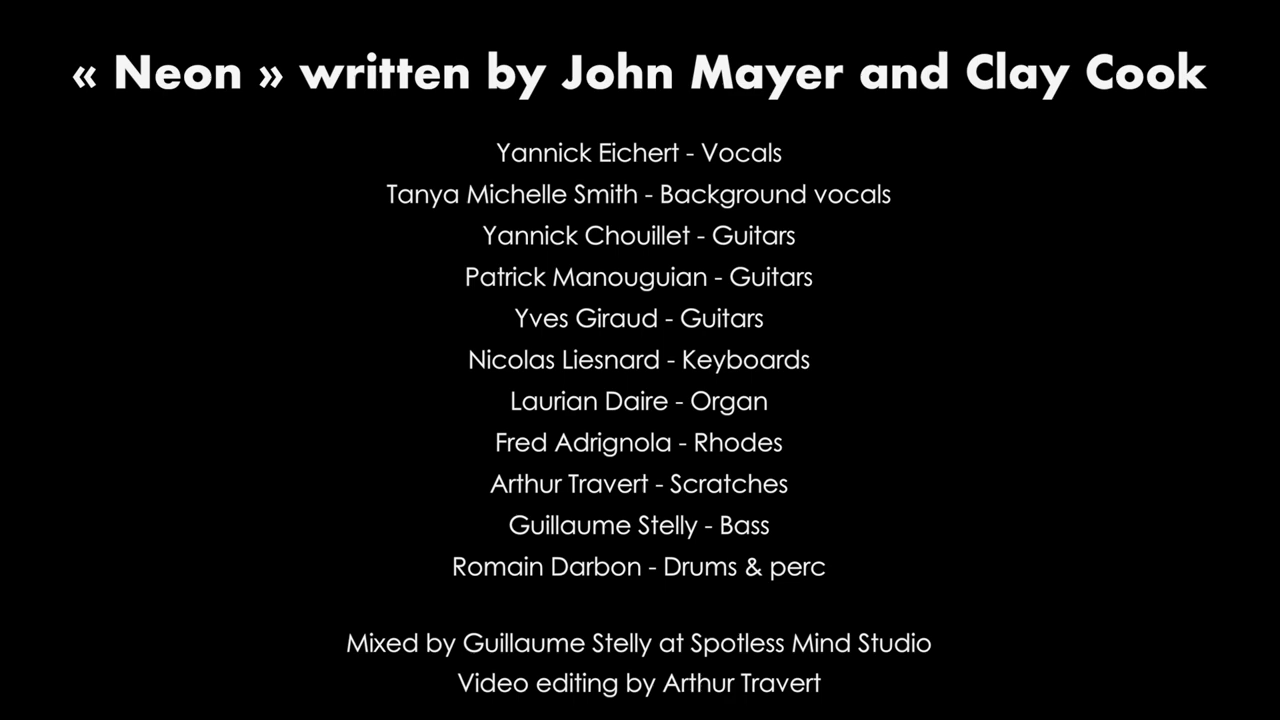 « Neon » written by John Mayer and Clay Cook
Yannick Eichert - Vocals
Tanya Michelle Smith - Background vocals
Yannick Chouillet - Guitars
Patrick Manouguian - Guitars
Yves Giraud - Guitars
Nicolas Liesnard - Keyboards
Laurian Daire - Organ
Fred Adrignola - Rhodes
Arthur Travert - Scratches
Guillaume Stelly - Bass
Romain Darbon - Drums & perc
Mixed by Guillaume Stelly at Spotless Mind Studio
Video editing by Arthur Travert